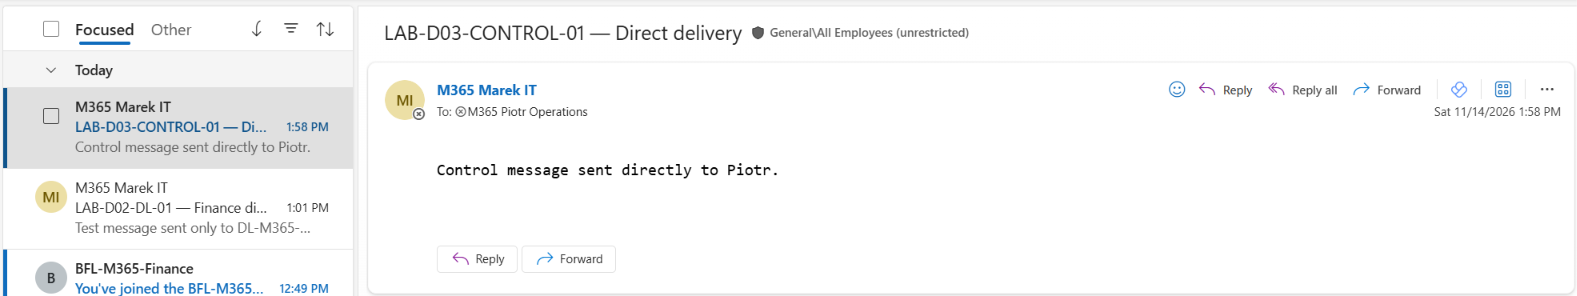 Focused Other
Today
M365 Marek IT
LAB-D03-CONTROL-01 — Di... 1:58 PM
Control message sent directly to Piotr.
MI
M365 Marek IT
LAB-D02-DL-01 — Finance di... 1:01 PM
Test message sent only to DL-M365-...
B
BFL-M365-Finance
You've joined the BFL-M365... 12:49 PM
LAB-D03-CONTROL-01 — Direct delivery General\All Employees (unrestricted)
MI
M365 Marek IT
To: M365 Piotr Operations
Reply Reply all Forward
Sat 11/14/2026 1:58 PM
Control message sent directly to Piotr.
Reply Forward